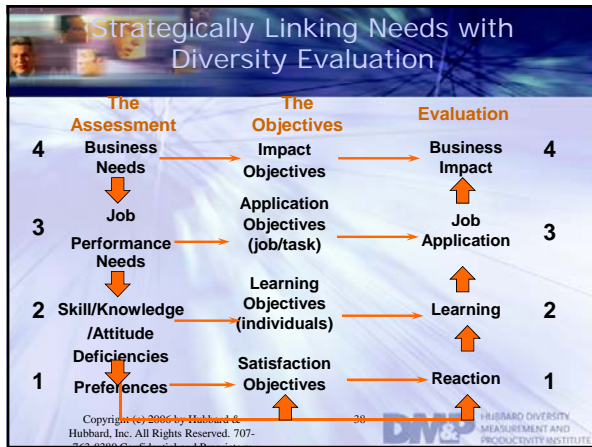 Strategically Linking Needs with
Diversity Evaluation
The
Assessment
The
Objectives
Evaluation
4
Business
Needs
Impact
Objectives
Business
Impact
4
3
Job
Performance
Needs
Application
Objectives
(job/task)
Job
Application
3
2
Skill/Knowledge
/Attitude
Deficiencies
Learning
Objectives
(individuals)
Learning
2
1
Preferences
Satisfaction
Objectives
Reaction
1
Copyright (c) 2006 by Hubbard &
Hubbard, Inc. All Rights Reserved. 707-
38
DM&P
HUBBARD DIVERSITY
MEASUREMENT AND
PRODUCTIVITY INSTITUTE